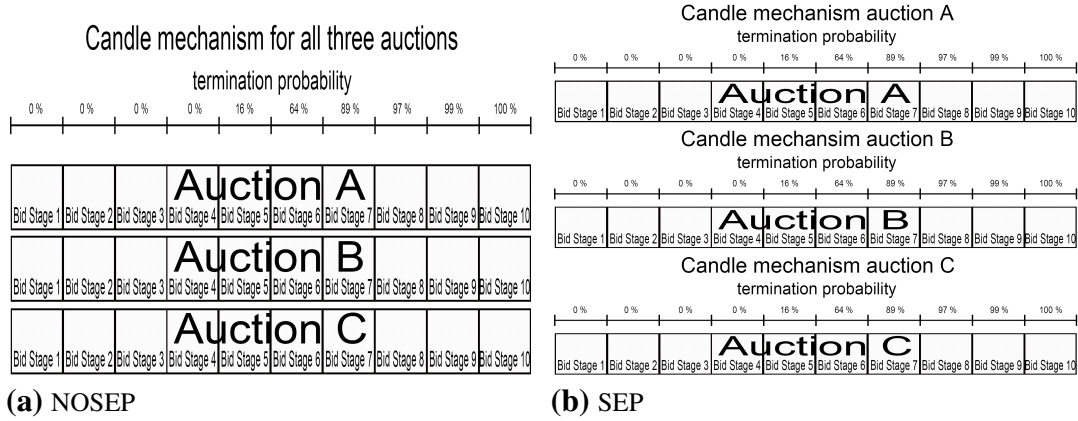 Candle mechanism for all three auctions
termination probability
0 % 0 % 0 % 0 % 16 % 64 % 89 % 97 % 99 % 100 %
Auction A
Bid Stage 1 Bid Stage 2 Bid Stage 3 Bid Stage 4 Bid Stage 5 Bid Stage 6 Bid Stage 7 Bid Stage 8 Bid Stage 9 Bid Stage 10
Auction B
Bid Stage 1 Bid Stage 2 Bid Stage 3 Bid Stage 4 Bid Stage 5 Bid Stage 6 Bid Stage 7 Bid Stage 8 Bid Stage 9 Bid Stage 10
Auction C
Bid Stage 1 Bid Stage 2 Bid Stage 3 Bid Stage 4 Bid Stage 5 Bid Stage 6 Bid Stage 7 Bid Stage 8 Bid Stage 9 Bid Stage 10
(a) NOSEP
Candle mechanism auction A
termination probability
0 % 0 % 0 % 0 % 16 % 64 % 89 % 97 % 99 % 100 %
Auction A
Bid Stage 1 Bid Stage 2 Bid Stage 3 Bid Stage 4 Bid Stage 5 Bid Stage 6 Bid Stage 7 Bid Stage 8 Bid Stage 9 Bid Stage 10
Candle mechansim auction B
termination probability
0 % 0 % 0 % 0 % 16 % 64 % 89 % 97 % 99 % 100 %
Auction B
Bid Stage 1 Bid Stage 2 Bid Stage 3 Bid Stage 4 Bid Stage 5 Bid Stage 6 Bid Stage 7 Bid Stage 8 Bid Stage 9 Bid Stage 10
Candle mechanism auction C
termination probability
0 % 0 % 0 % 0 % 16 % 64 % 89 % 97 % 99 % 100 %
Auction C
Bid Stage 1 Bid Stage 2 Bid Stage 3 Bid Stage 4 Bid Stage 5 Bid Stage 6 Bid Stage 7 Bid Stage 8 Bid Stage 9 Bid Stage 10
(b) SEP